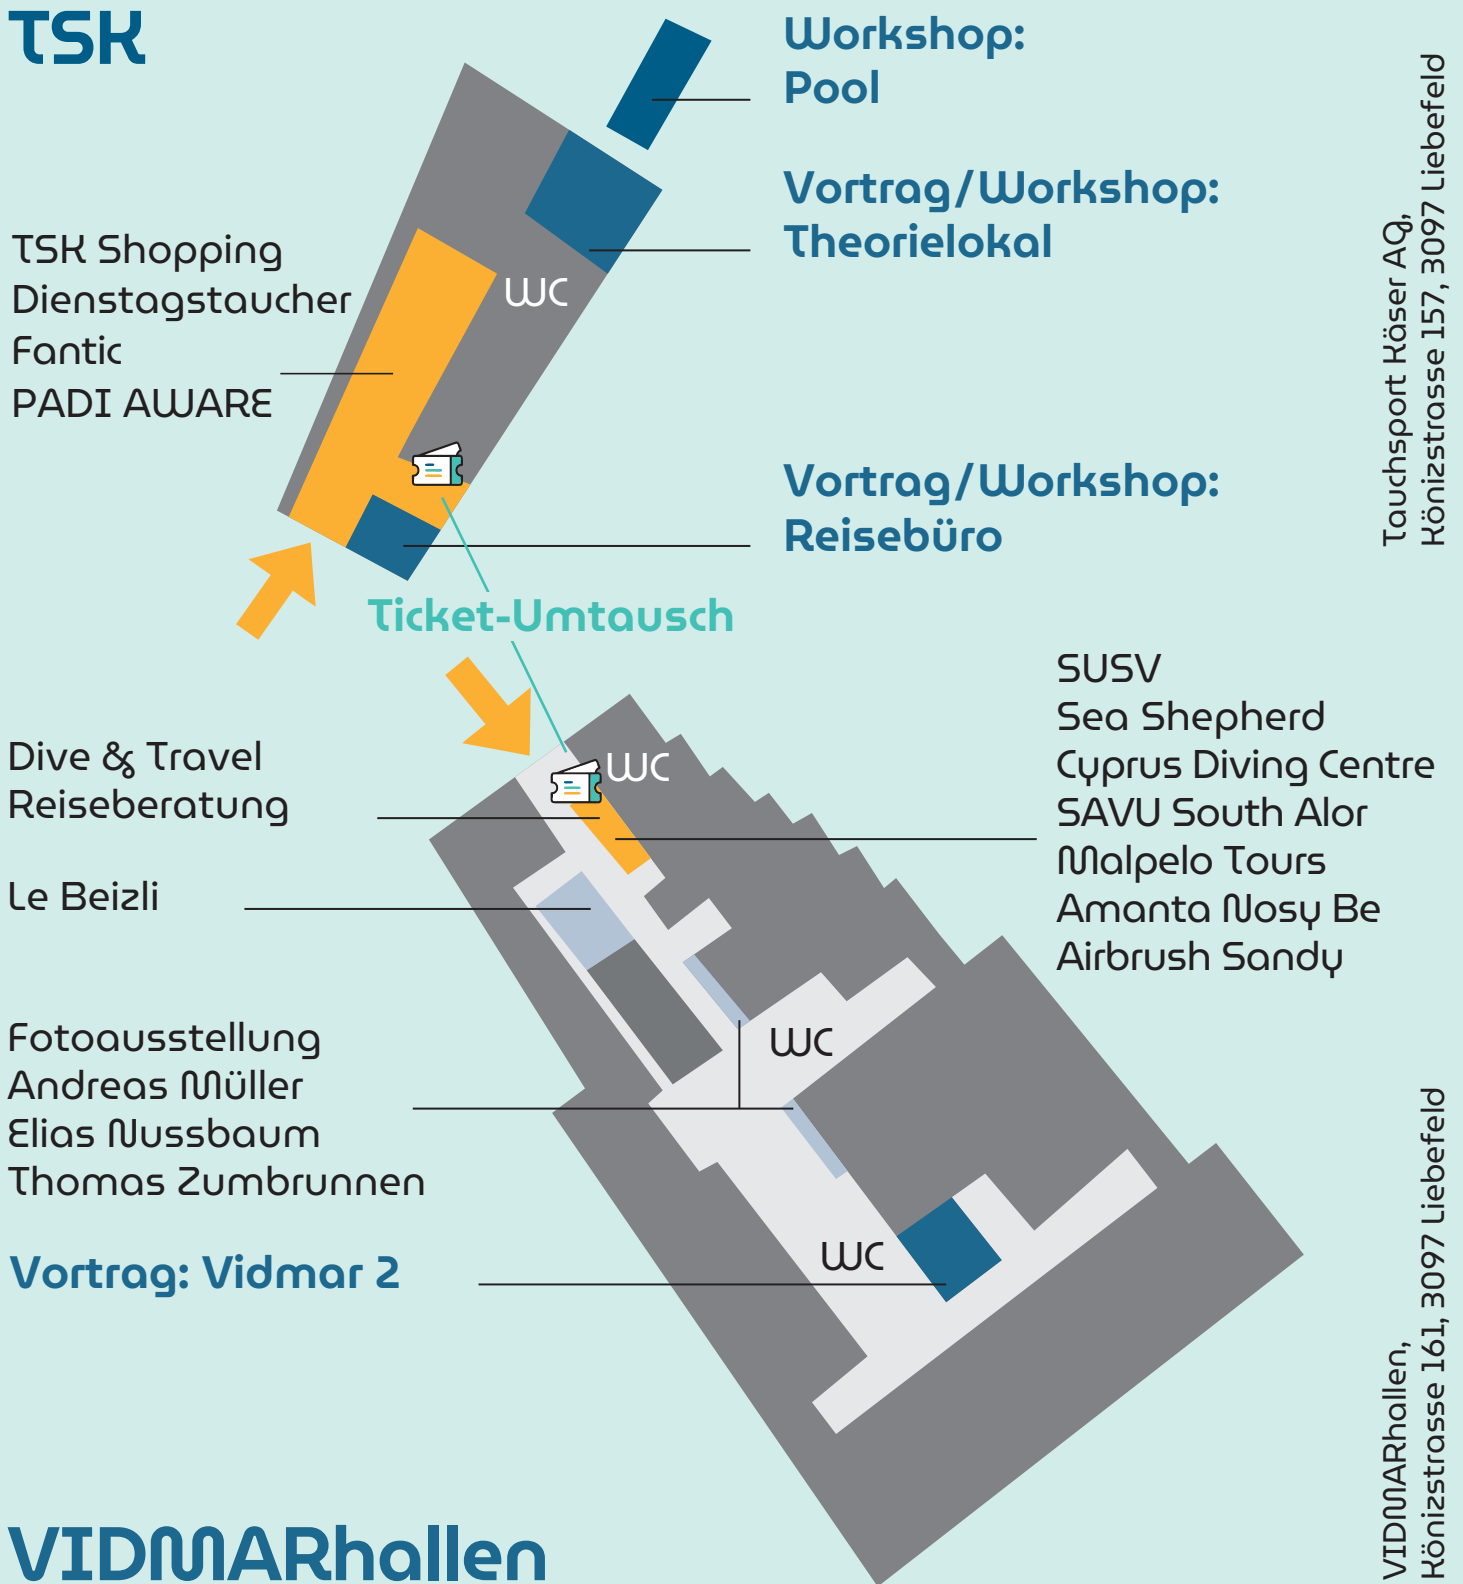 TSK
Workshop:
Pool
Vortrag/Workshop:
Theorielokal
TSK Shopping
Dienstagstaucher
Fantic
PADI AWARE
WC
Vortrag/Workshop:
Reisebüro
Tauchsport Käser AG,
Könizstrasse 157, 3097 Liebefeld
Ticket-Umtausch
SUSV
Sea Shepherd
Cyprus Diving Centre
SAVU South Alor
Malpelo Tours
Amanta Nosy Be
Airbrush Sandy
Dive & Travel
Reiseberatung
WC
Le Beizli
Fotoausstellung
Andreas Müller
Elias Nussbaum
Thomas Zumbrunnen
WC
Vortrag: Vidmar 2
WC
VIDMARhallen,
Könizstrasse 161, 3097 Liebefeld
VIDMARhallen